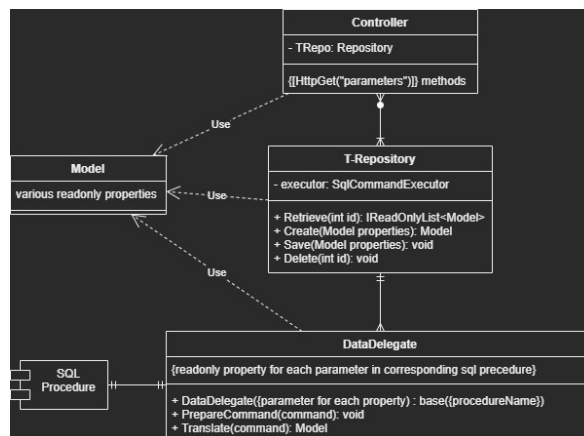 Controller
- TRepo: Repository
{[HttpGet("parameters")]} methods
Use
Model
various readonly properties
T-Repository
- executor: SqlCommandExecutor
Use
+ Retrieve(int id): IReadOnlyList<Model>
+ Create(Model properties): Model
+ Save(Model properties): void
+ Delete(int id): void
Use
DataDelegate
{readonly property for each parameter in corresponding sql precedure}
SQL
Procedure
+ DataDelegate({parameter for each property) : base({procedureName})
+ PrepareCommand(command): void
+ Translate(command): Model